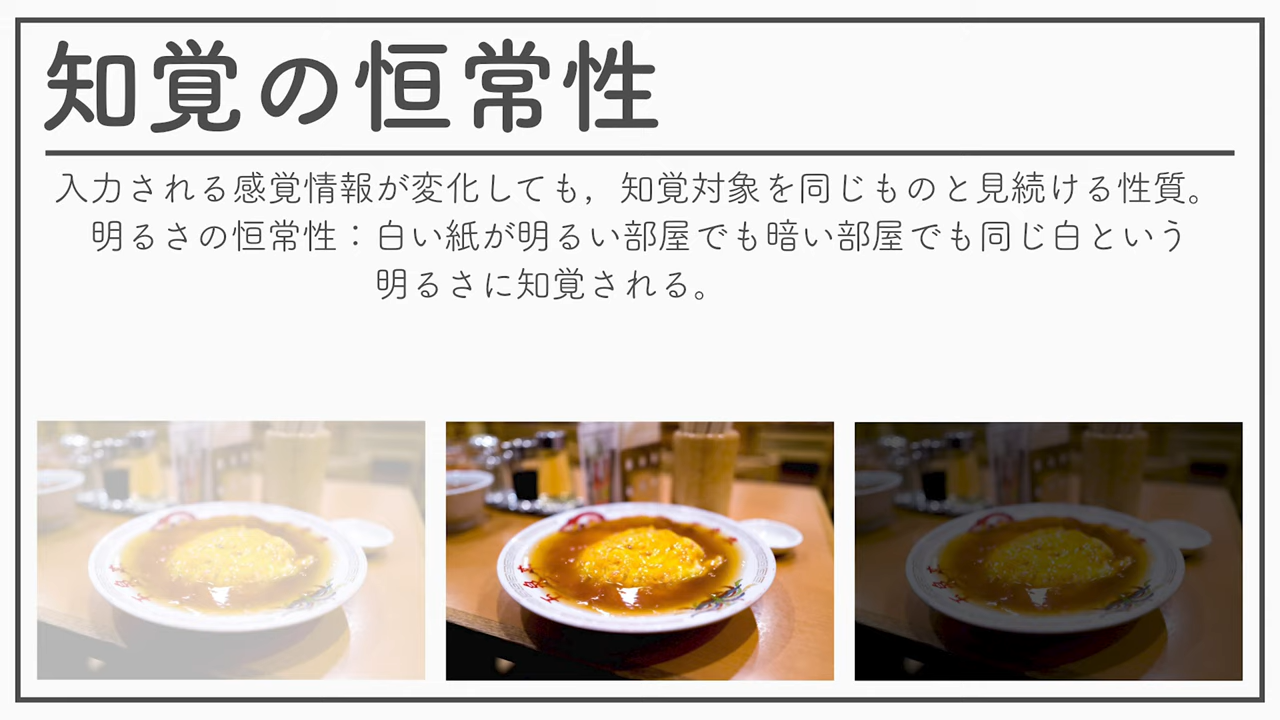 知覚の恒常性
入力される感覚情報が変化しても，知覚対象を同じものと見続ける性質。
明るさの恒常性：白い紙が明るい部屋でも暗い部屋でも同じ白という
明るさに知覚される。